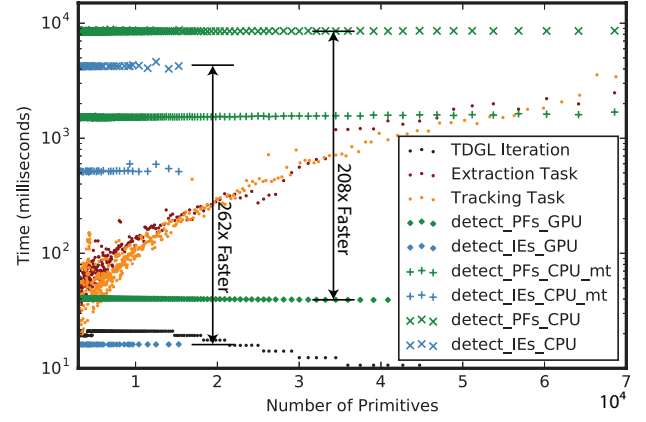 10^4
10^3
10^2
10^1
Time (milliseconds)
262x Faster
208x Faster
TDGL Iteration
Extraction Task
Tracking Task
detect_PFs_GPU
detect_IEs_GPU
detect_PFs_CPU_mt
detect_IEs_CPU_mt
detect_PFs_CPU
detect_IEs_CPU
1 2 3 4 5 6 7
Number of Primitives
10^4